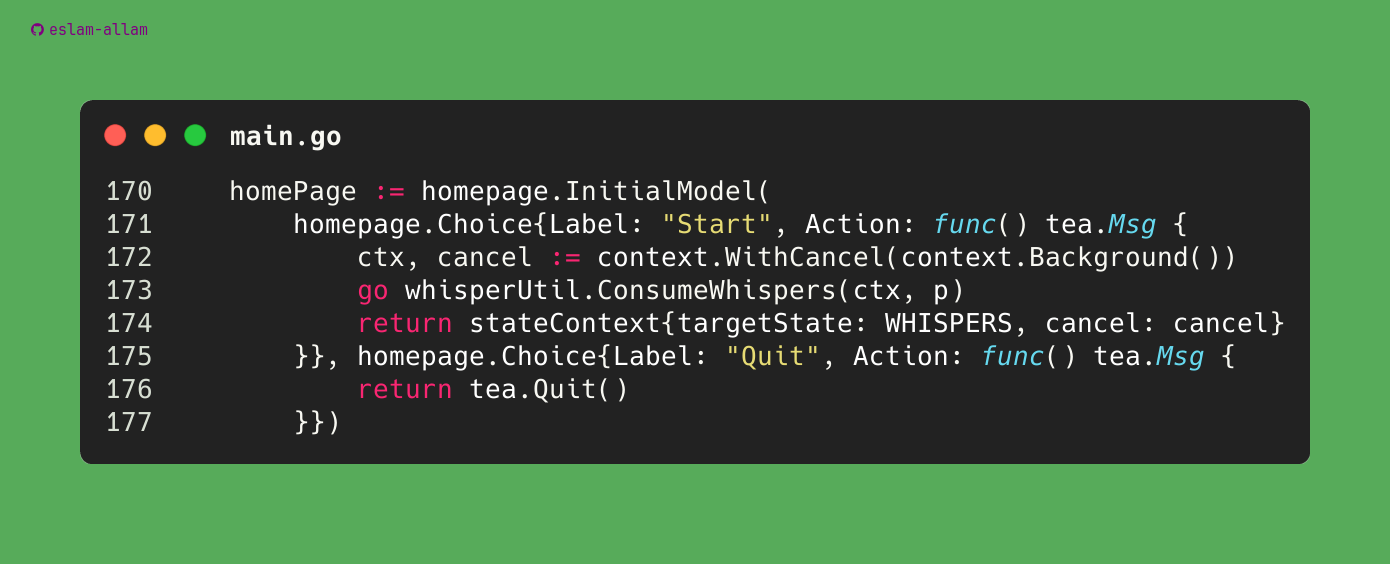 eslam-allam
main.go
170     homePage := homepage.InitialModel(
171         homepage.Choice{Label: "Start", Action: func() tea.Msg {
172             ctx, cancel := context.WithCancel(context.Background())
173             go whisperUtil.ConsumeWhispers(ctx, p)
174             return stateContext{targetState: WHISPERS, cancel: cancel}
175         }}, homepage.Choice{Label: "Quit", Action: func() tea.Msg {
176             return tea.Quit()
177         }})